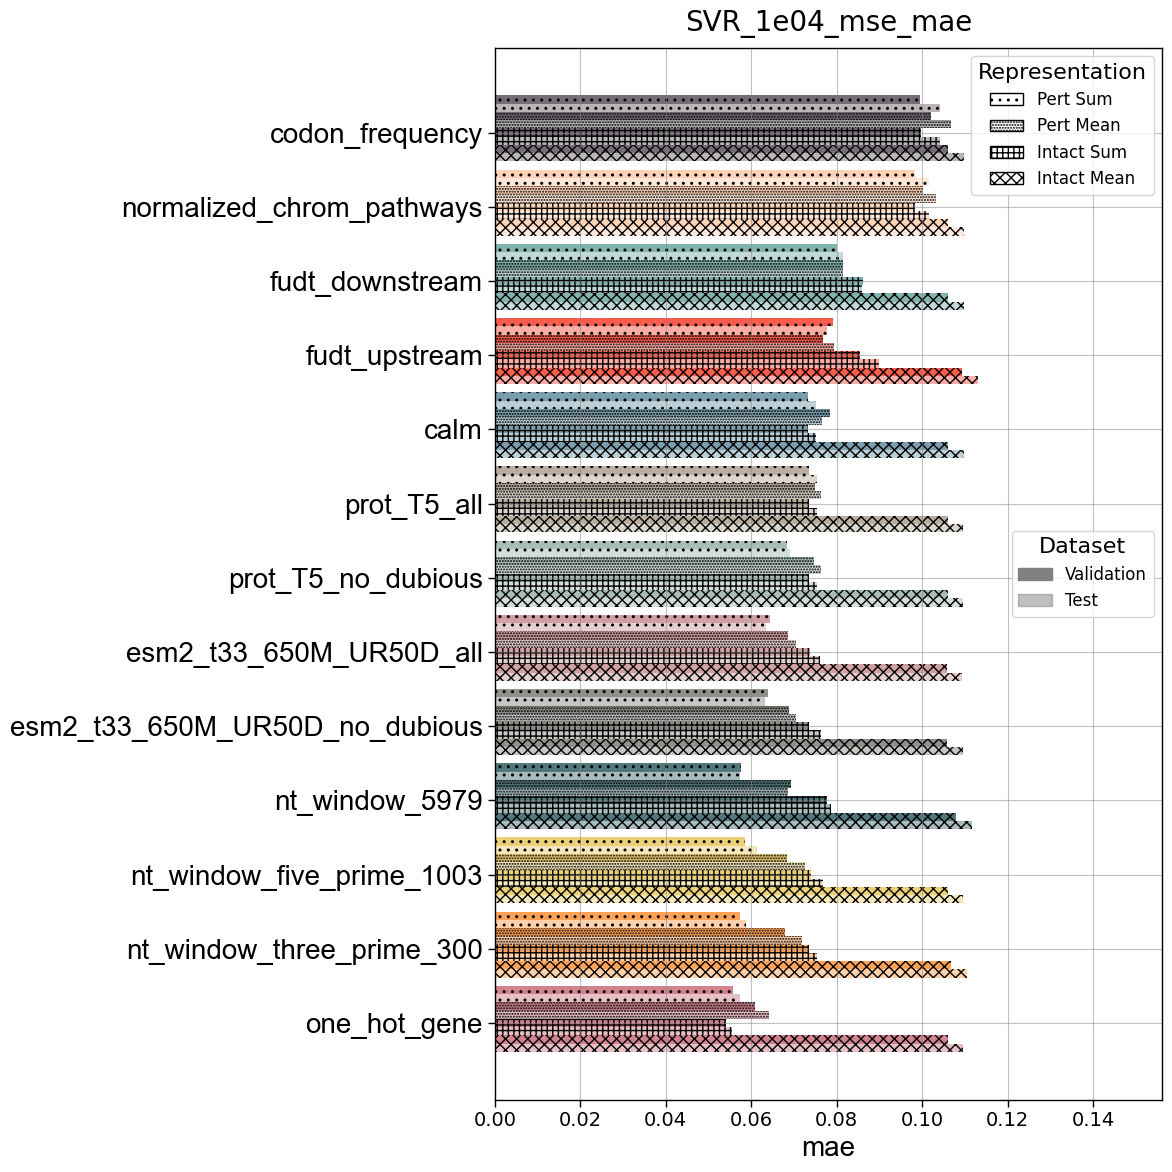 SVR_1e04_mse_mae
Representation
Pert Sum
Pert Mean
Intact Sum
Intact Mean
Dataset
Validation
Test
codon_frequency
normalized_chrom_pathways
fudt_downstream
fudt_upstream
calm
prot_T5_all
prot_T5_no_dubious
esm2_t33_650M_UR50D_all
esm2_t33_650M_UR50D_no_dubious
nt_window_5979
nt_window_five_prime_1003
nt_window_three_prime_300
one_hot_gene
0.00 0.02 0.04 0.06 0.08 0.10 0.12 0.14
mae